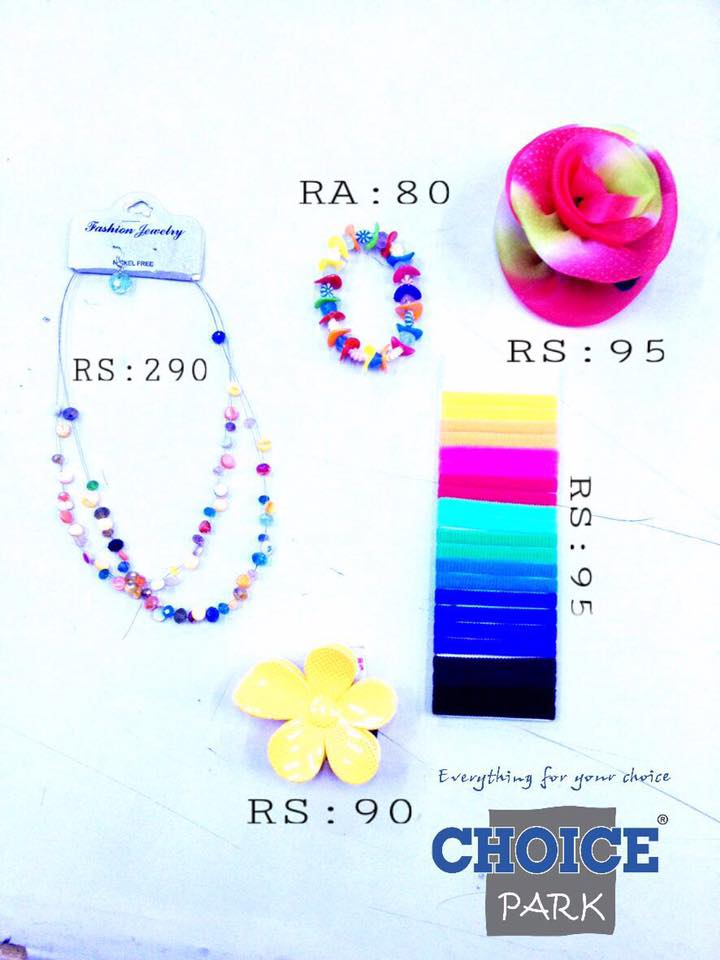 RA:80
Fashion Jewelry
NICKEL FREE
RS:290
RS:95
RS:95
RS:90
Everything for your choice
CHOICE®
PARK